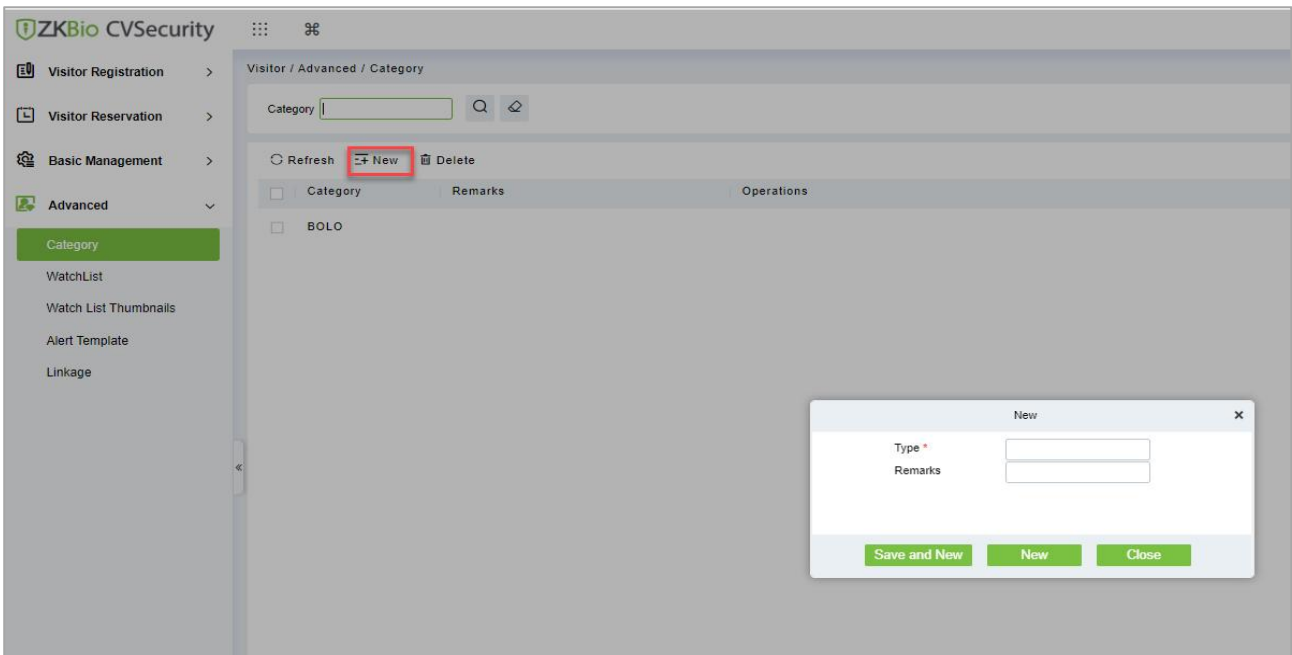 ZKBio CVSecurity
Visitor Registration
Visitor Reservation
Basic Management
Advanced
Category
WatchList
Watch List Thumbnails
Alert Template
Linkage
Visitor / Advanced / Category
Category
Refresh New Delete
Category Remarks Operations
BOLO
New
Type *
Remarks
Save and New New Close